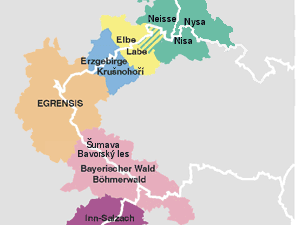 Neisse
Nysa
Elbe
Nisa
Labe
Erzgebirge
Krušnohoří
EGRENSIS
Šumava
Bavorský les
Bayerischer Wald
Böhmerwald
Inn-Salzach